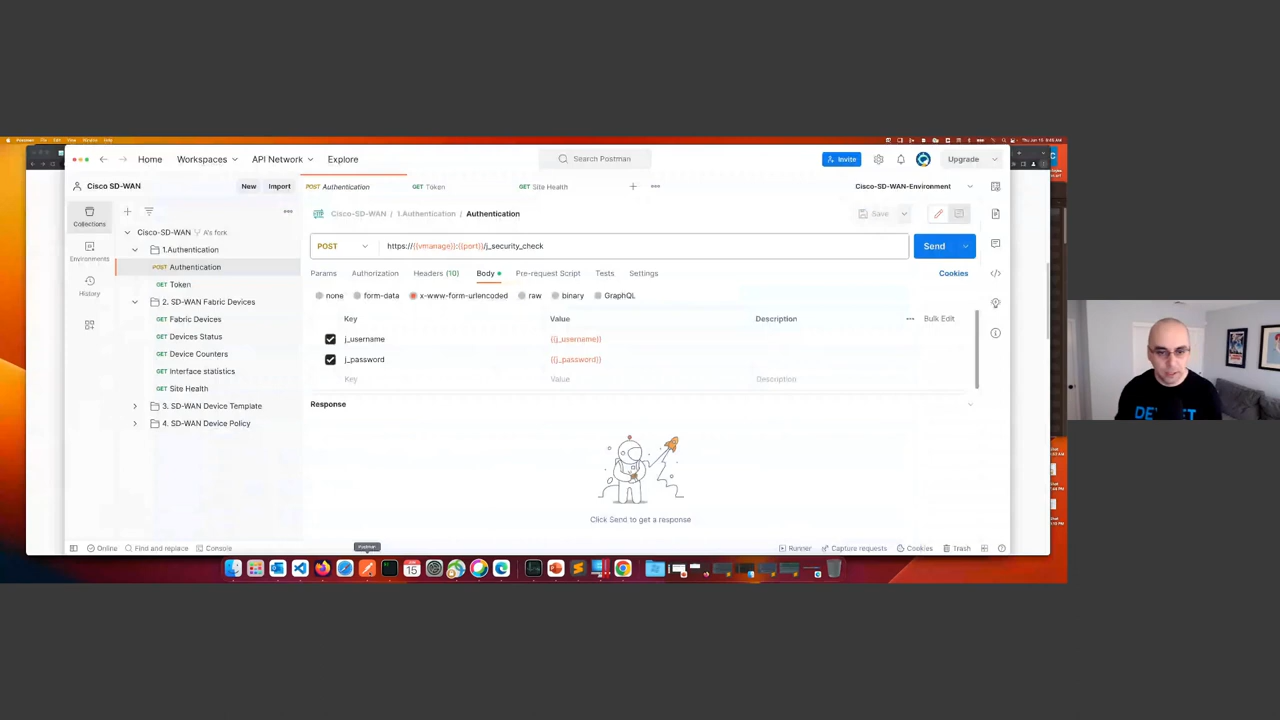 Home Workspaces API Network Explore Search Postman Invite Upgrade
Cisco SD-WAN New Import POST Authentication GET Token GET Site Health Cisco-SD-WAN-Environment
Collections
Environments
History
Cisco-SD-WAN A's fork
1.Authentication
POST Authentication
GET Token
2. SD-WAN Fabric Devices
GET Fabric Devices
GET Devices Status
GET Device Counters
GET Interface statistics
GET Site Health
3. SD-WAN Device Template
4. SD-WAN Device Policy
Cisco-SD-WAN / 1.Authentication / Authentication Save
POST https://{{vmanage}}:{{port}}/j_security_check Send
Params Authorization Headers (10) Body Pre-request Script Tests Settings Cookies
none form-data x-www-form-urlencoded raw binary GraphQL
Key Value Description Bulk Edit
j_username {{j_username}}
j_password {{j_password}}
Key Value Description
Response
Click Send to get a response
Online Find and replace Console Runner Capture requests Cookies Trash
Postman
15